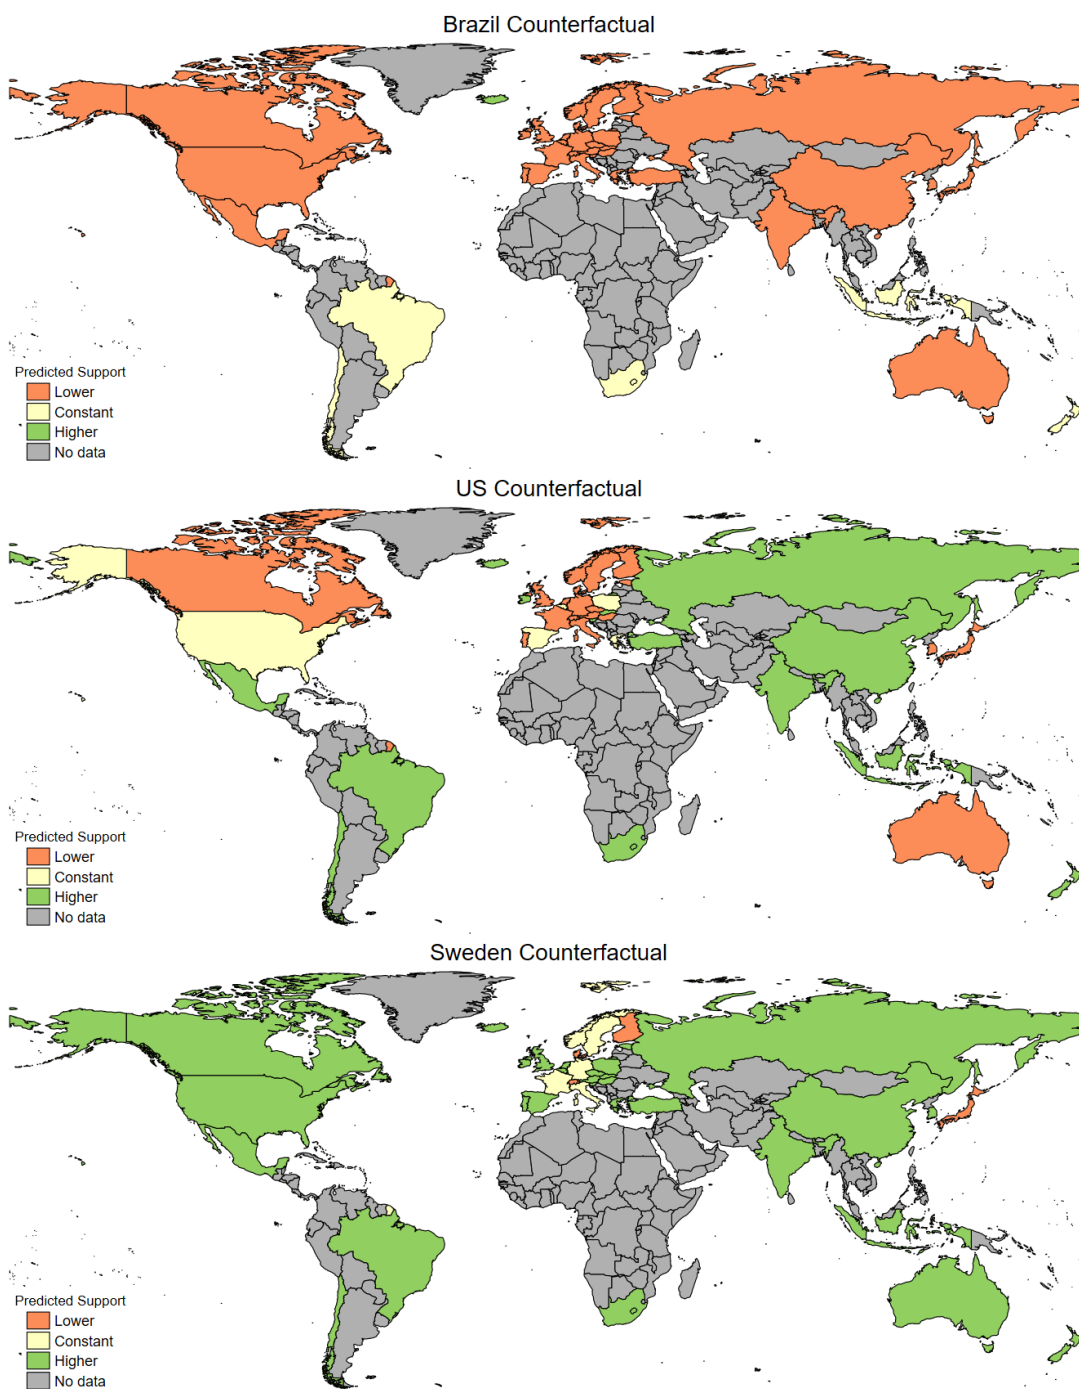 Brazil Counterfactual
Predicted Support
Lower
Constant
Higher
No data
US Counterfactual
Predicted Support
Lower
Constant
Higher
No data
Sweden Counterfactual
Predicted Support
Lower
Constant
Higher
No data